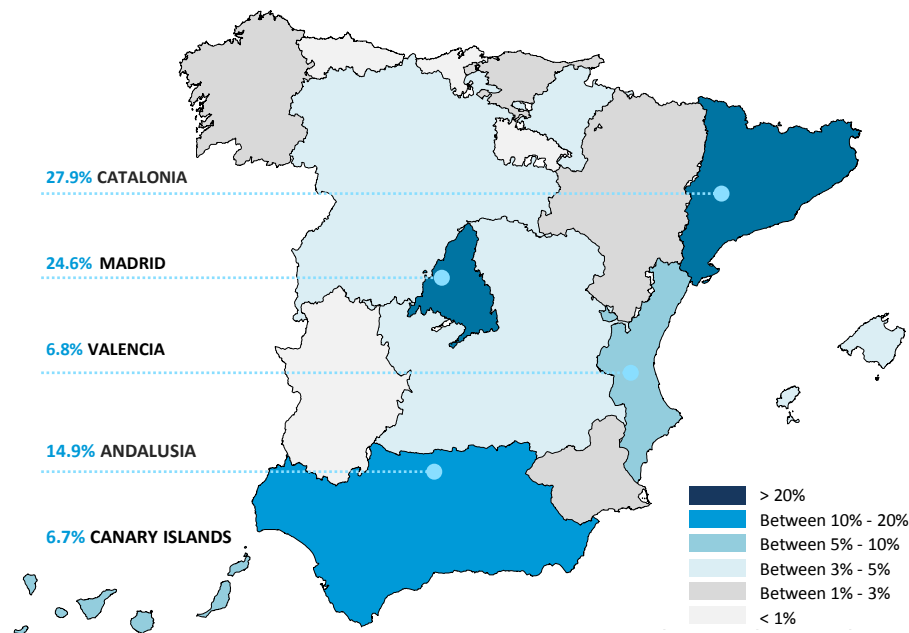 27.9% CATALONIA
24.6% MADRID
6.8% VALENCIA
14.9% ANDALUSIA
6.7% CANARY ISLANDS
> 20%
Between 10% - 20%
Between 5% - 10%
Between 3% - 5%
Between 1% - 3%
< 1%